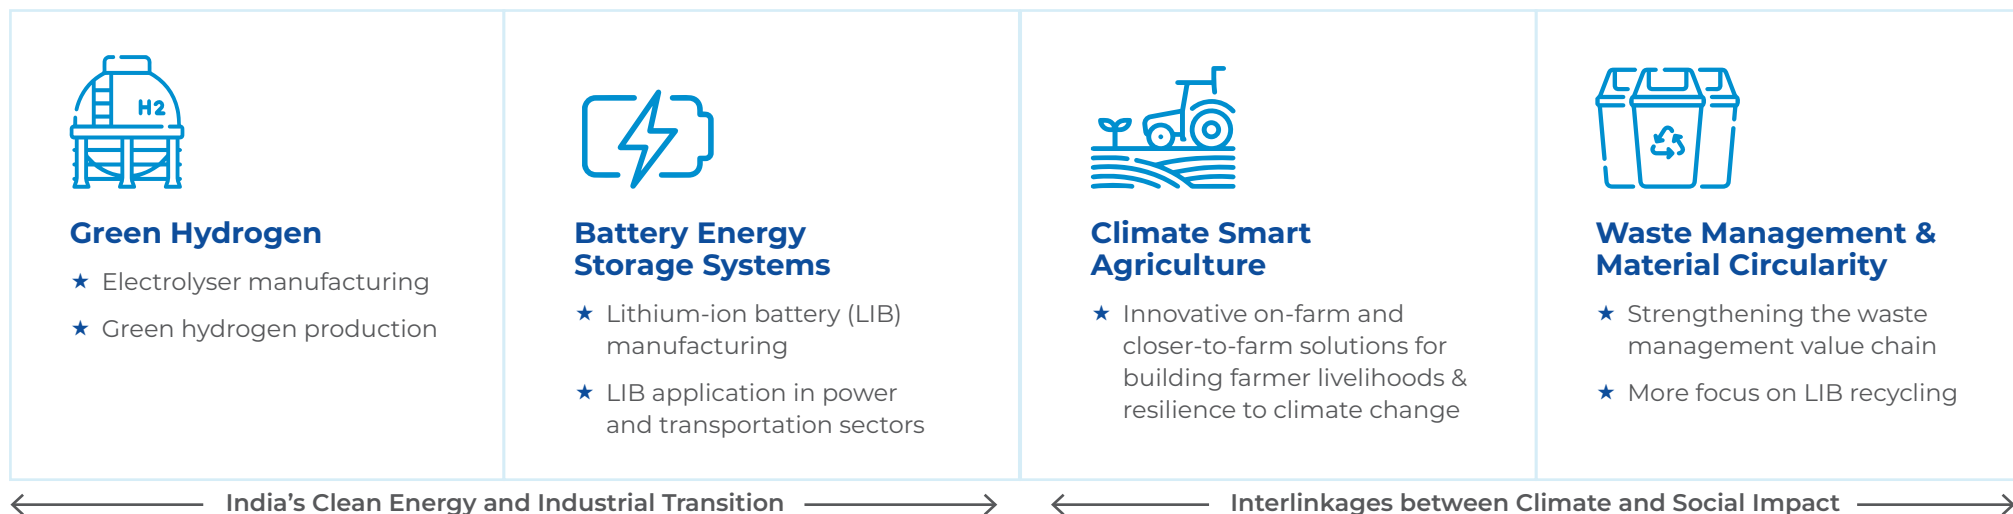 H2
Green Hydrogen
★ Electrolyser manufacturing
★ Green hydrogen production
Battery Energy
Storage Systems
★ Lithium-ion battery (LIB)
manufacturing
★ LIB application in power
and transportation sectors
Climate Smart
Agriculture
★ Innovative on-farm and
closer-to-farm solutions for
building farmer livelihoods &
resilience to climate change
Waste Management &
Material Circularity
★ Strengthening the waste
management value chain
★ More focus on LIB recycling
India’s Clean Energy and Industrial Transition
Interlinkages between Climate and Social Impact